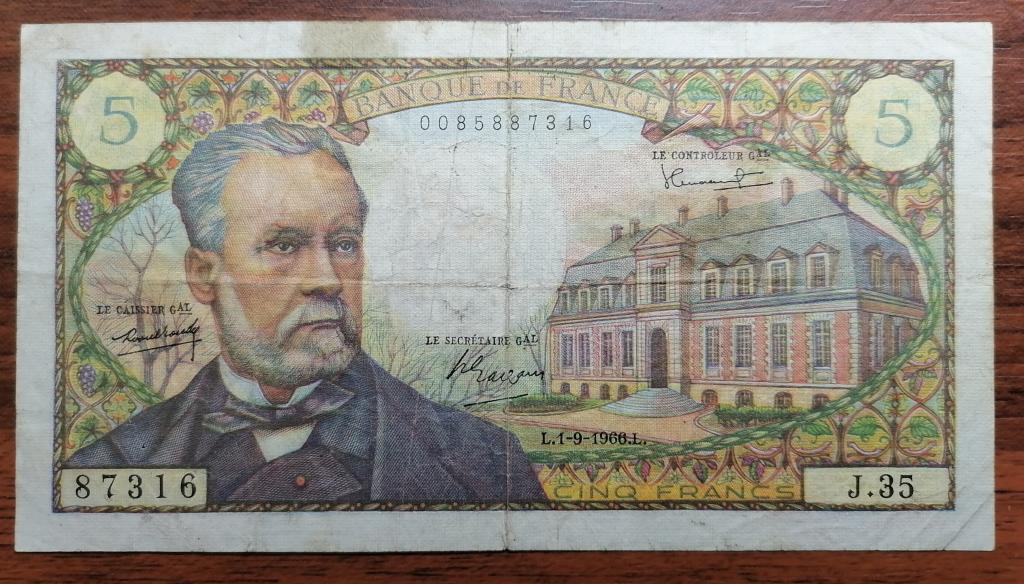 BANQUE DE FRANCE
5
5
0085887316
LE CONTROLEUR GAL
LE CAISSIER GAL
LE SECRÉTAIRE GAL
L.1-9-1966.L.
87316
CINQ FRANCS
J.35